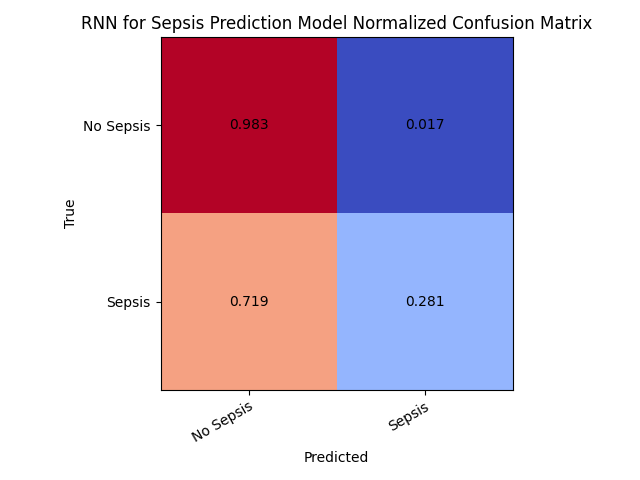 RNN for Sepsis Prediction Model Normalized Confusion Matrix
No Sepsis
0.983
0.017
True
Sepsis
0.719
0.281
No Sepsis
Sepsis
Predicted